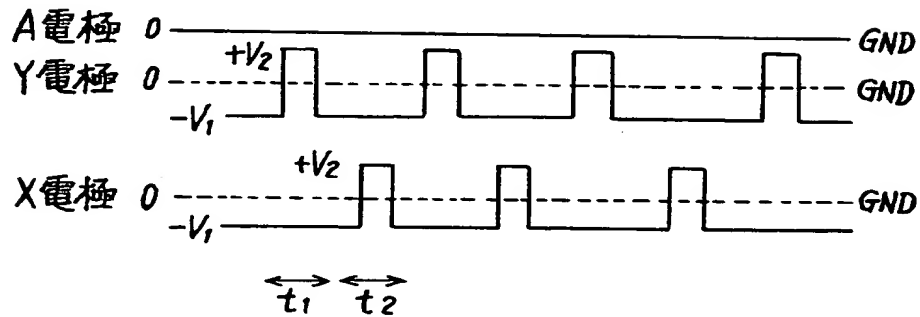 A電極 0 GND
+V₂
Y電極 0 GND
-V₁
+V₂
X電極 0 GND
-V₁
t₁ t₂